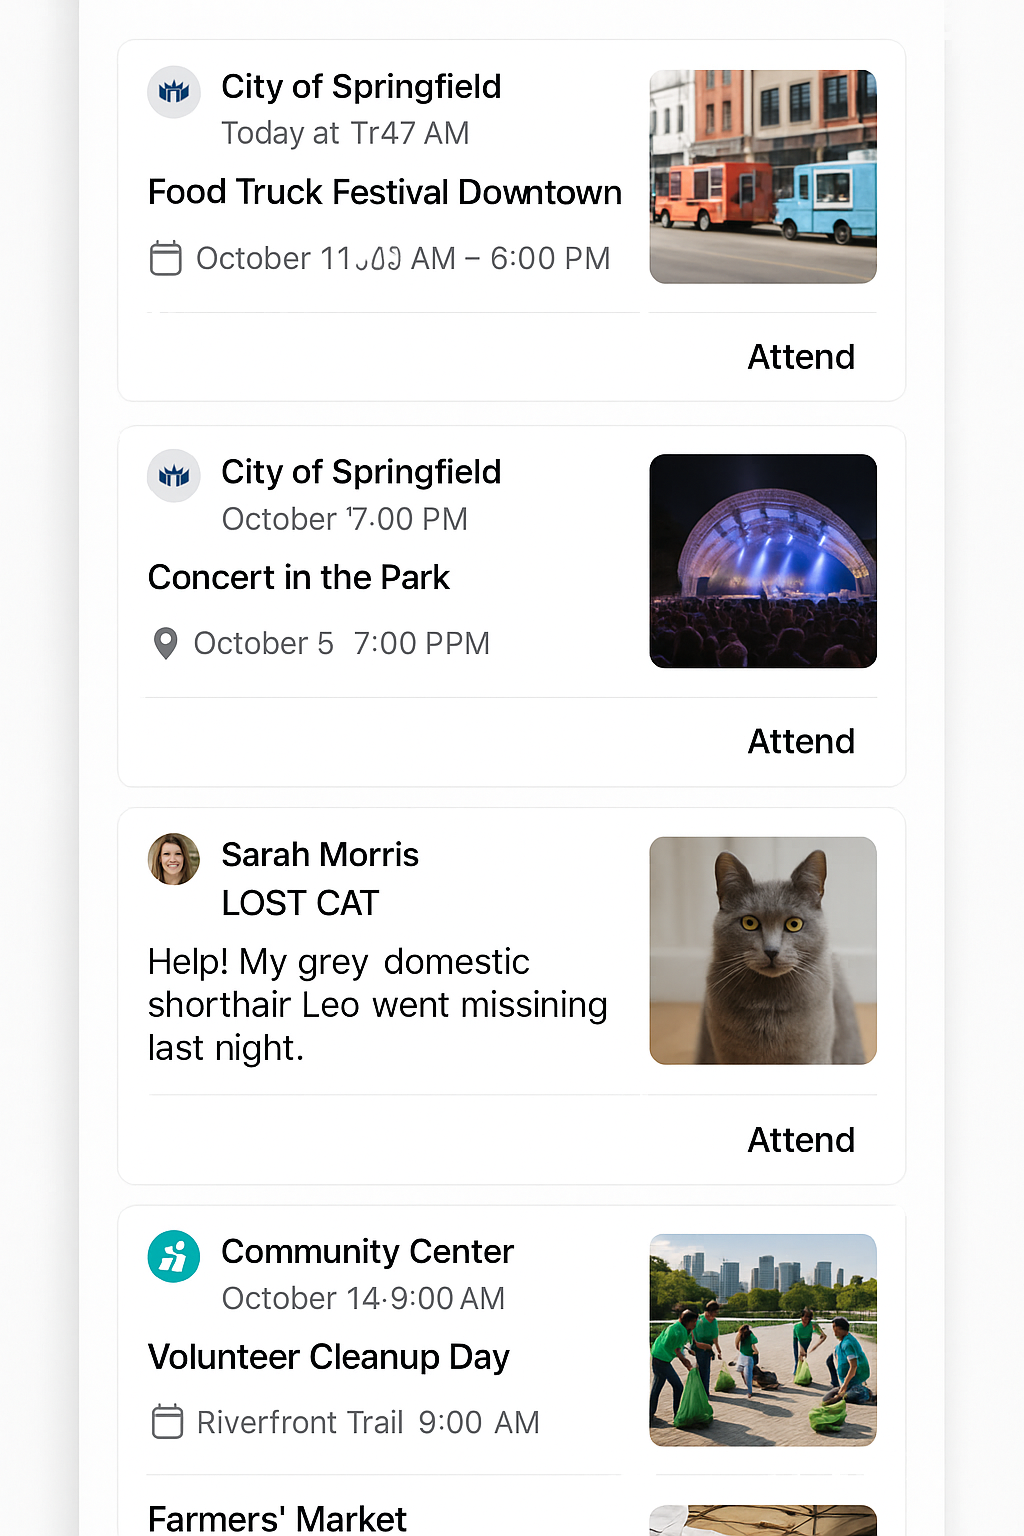 City of Springfield
Today at Tr47 AM
Food Truck Festival Downtown
October AM – 6:00 PM
Attend
City of Springfield
October 7.00 PM
Concert in the Park
October 5 7:00 PPM
Attend
Sarah Morris
LOST CAT
Help! My grey domestic
shorthair Leo went missining
last night.
Attend
Community Center
October 14·9:00 AM
Volunteer Cleanup Day
Riverfront Trail 9:00 AM
Farmers' Market